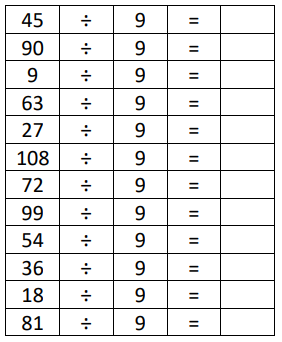 45 ÷ 9 =
90 ÷ 9 =
9 ÷ 9 =
63 ÷ 9 =
27 ÷ 9 =
108 ÷ 9 =
72 ÷ 9 =
99 ÷ 9 =
54 ÷ 9 =
36 ÷ 9 =
18 ÷ 9 =
81 ÷ 9 =